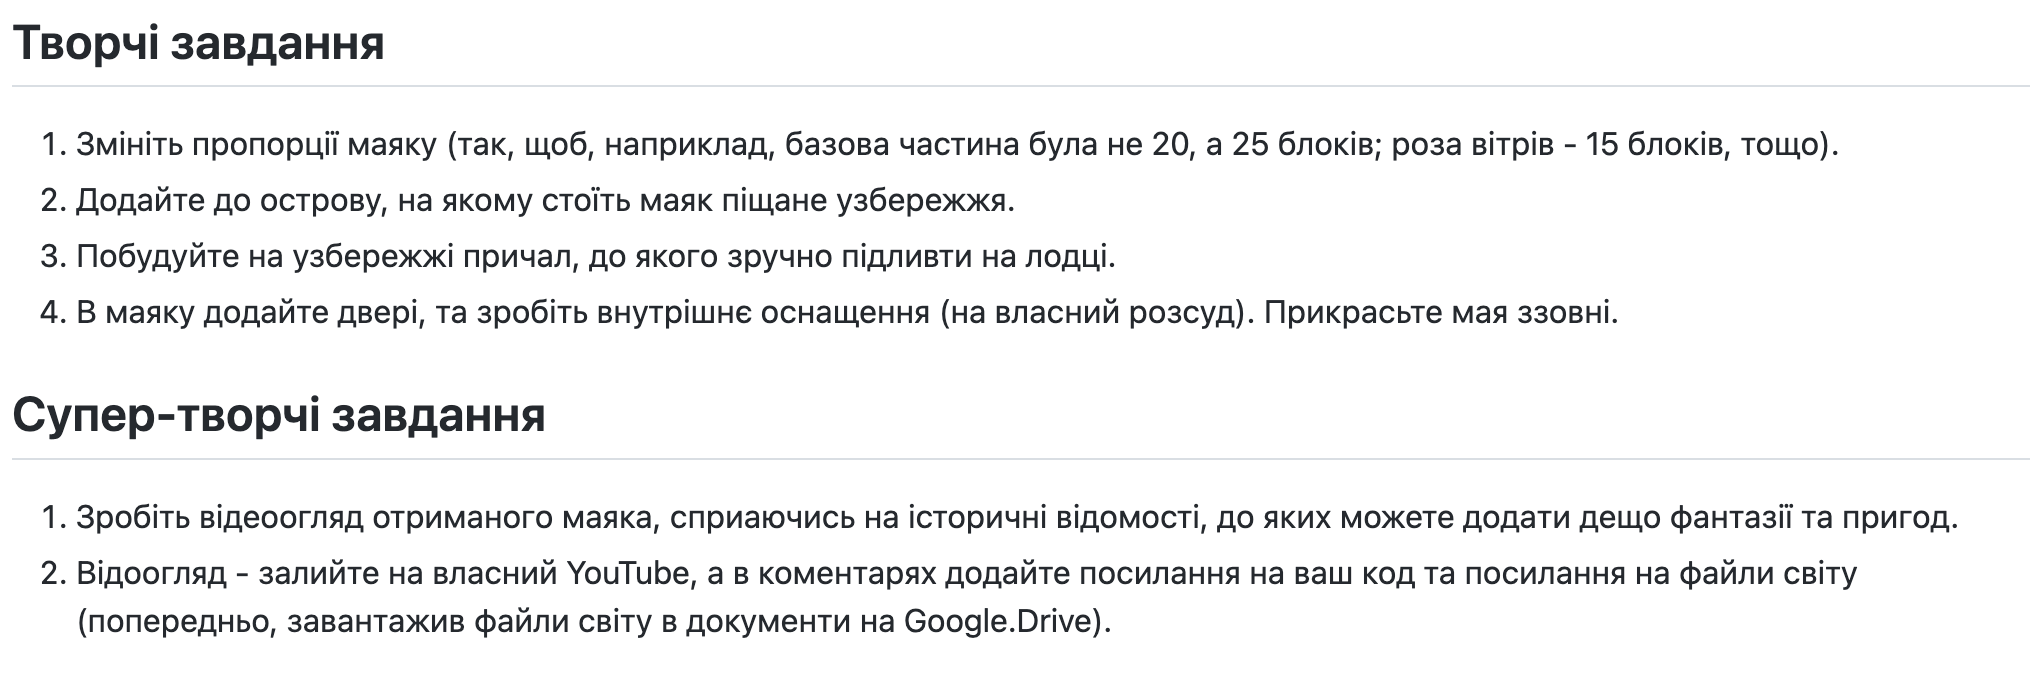 Творчі завдання
1. Змініть пропорції маяку (так, щоб, наприклад, базова частина була не 20, а 25 блоків; роза вітрів - 15 блоків, тощо).
2. Додайте до острову, на якому стоїть маяк піщане узбережжя.
3. Побудуйте на узбережжі причал, до якого зручно підливти на лодці.
4. В маяку додайте двері, та зробіть внутрішнє оснащення (на власний розсуд). Прикрасьте мая ззовні.
Супер-творчі завдання
1. Зробіть відеоогляд отриманого маяка, сприаючись на історичні відомості, до яких можете додати дещо фантазії та пригод.
2. Відоогляд - залийте на власний YouTube, а в коментарях додайте посилання на ваш код та посилання на файли світу
(попередньо, завантажив файли світу в документи на Google.Drive).